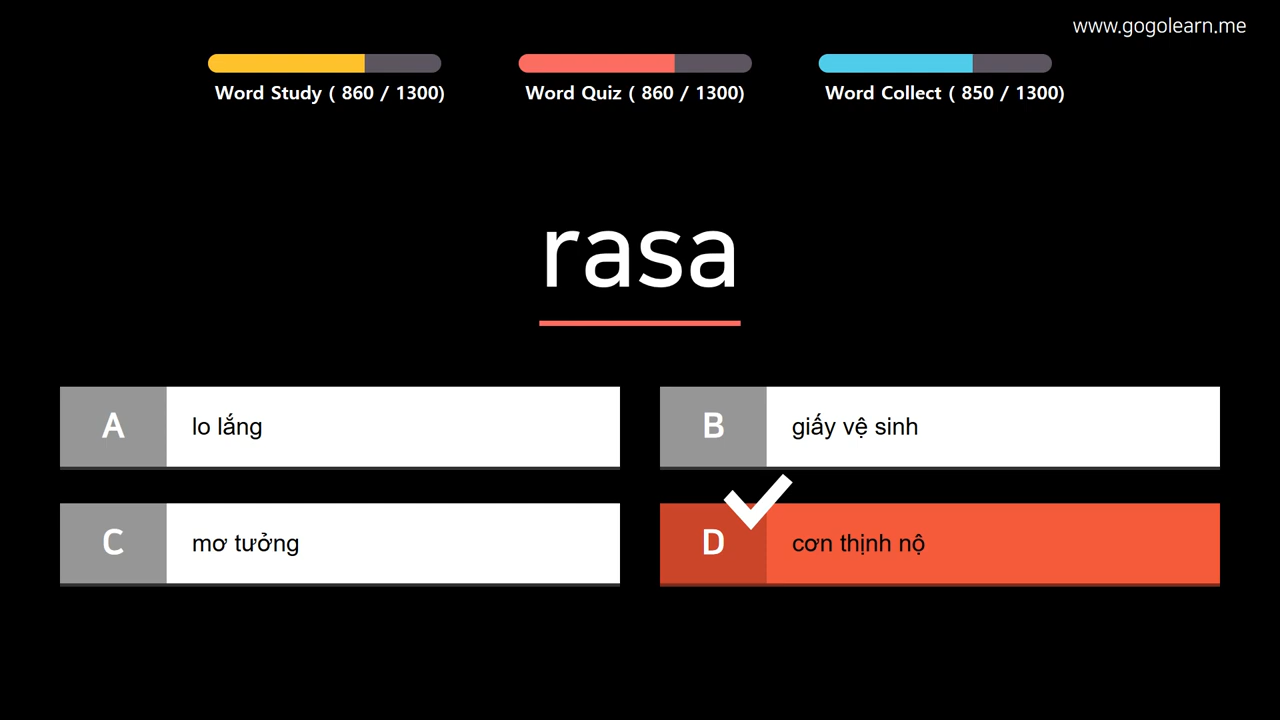 www.gogolearn.me
Word Study ( 860 / 1300)
Word Quiz ( 860 / 1300)
Word Collect ( 850 / 1300)
rasa
A lo lắng
B giấy vệ sinh
C mơ tưởng
D cơn thịnh nộ